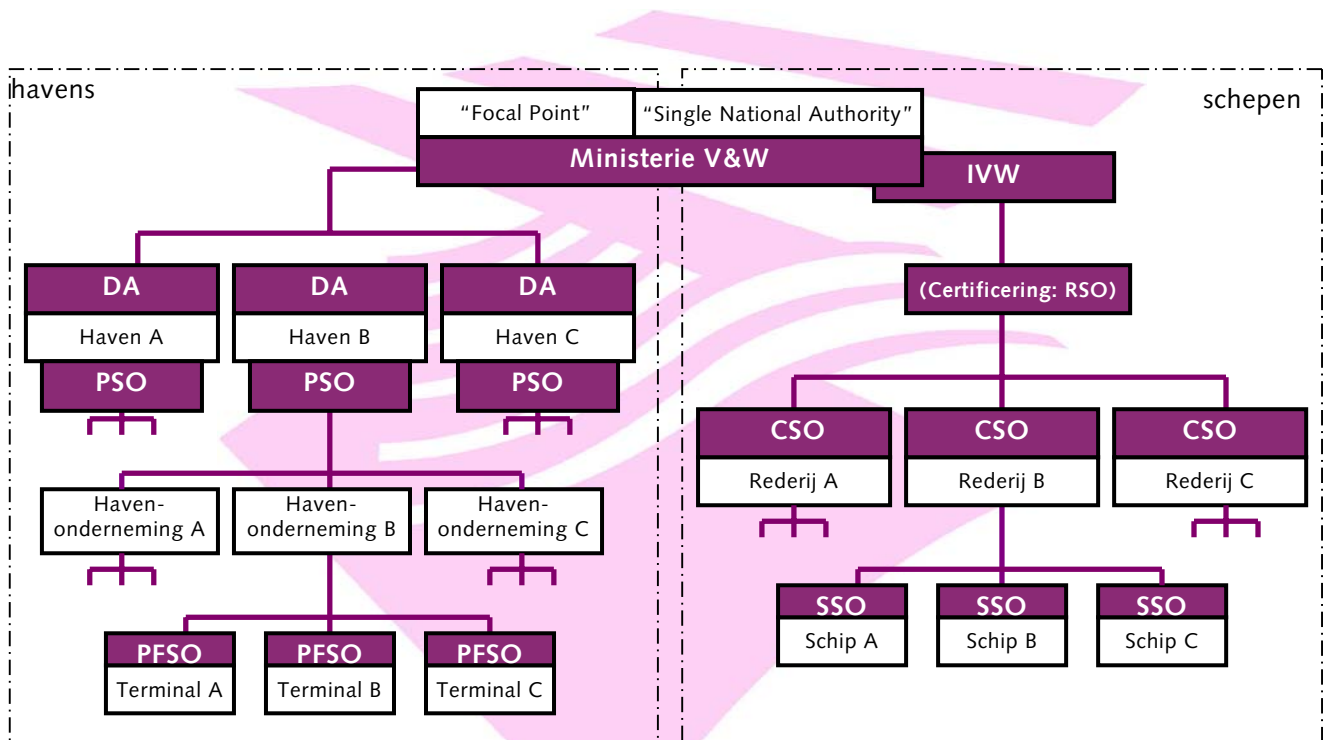 havens
schepen
“Focal Point”
“Single National Authority”
Ministerie V&W
IVW
DA
Haven A
PSO
DA
Haven B
PSO
DA
Haven C
PSO
Haven-
onderneming A
Haven-
onderneming B
Haven-
onderneming C
PFSO
Terminal A
PFSO
Terminal B
PFSO
Terminal C
(Certificering: RSO)
CSO
Rederij A
CSO
Rederij B
CSO
Rederij C
SSO
Schip A
SSO
Schip B
SSO
Schip C